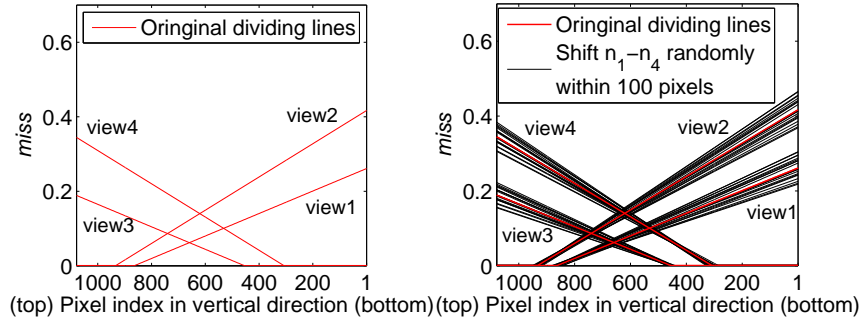 Oringinal dividing lines
miss
0.6
0.4
0.2
0
view4
view2
view3
view1
1000 800 600 400 200 1
(top) Pixel index in vertical direction (bottom)
Oringinal dividing lines
Shift n1−n4 randomly
within 100 pixels
miss
0.6
0.4
0.2
0
view4
view2
view3
view1
1000 800 600 400 200 1
(top) Pixel index in vertical direction (bottom)